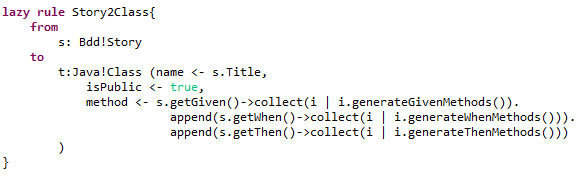 lazy rule Story2Class{
    from
        s: Bdd!Story
    to
        t:Java!Class (name <- s.Title,
            isPublic <- true,
            method <- s.getGiven()->collect(i | i.generateGivenMethods()).
                        append(s.getWhen()->collect(i | i.generateWhenMethods())).
                        append(s.getThen()->collect(i | i.generateThenMethods()))
        )
}